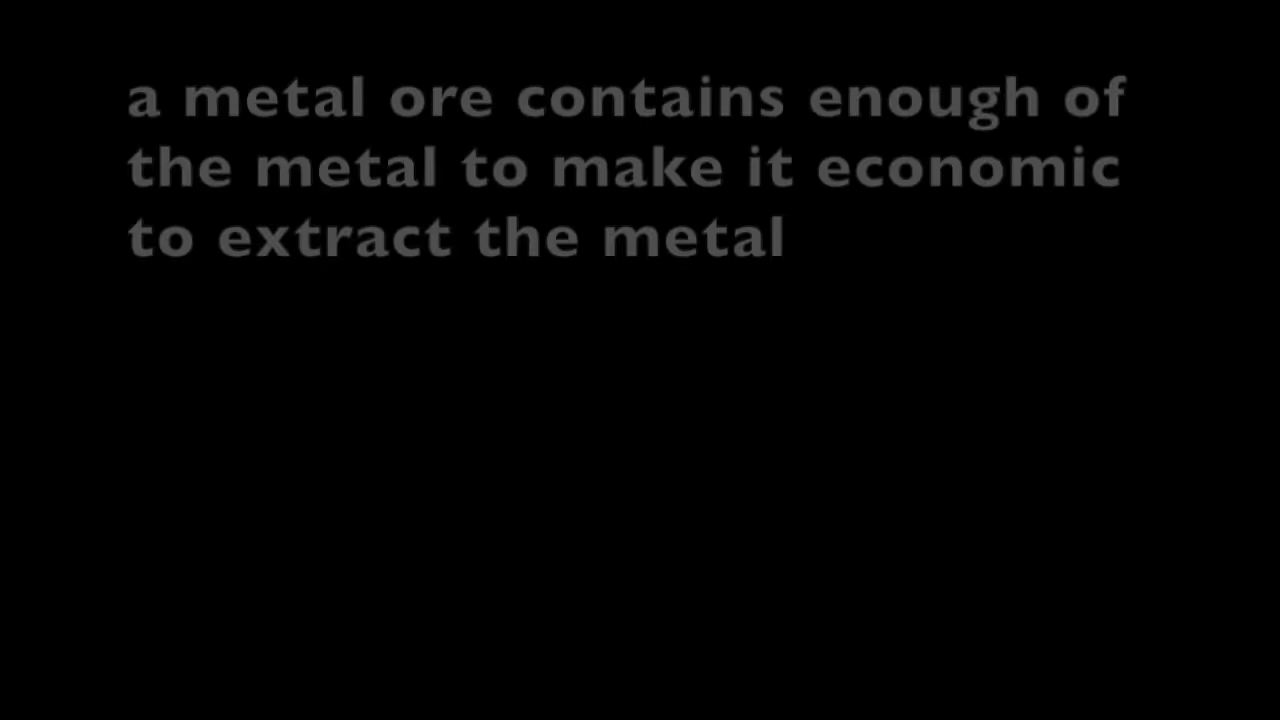 a metal ore contains enough of
the metal to make it economic
to extract the metal